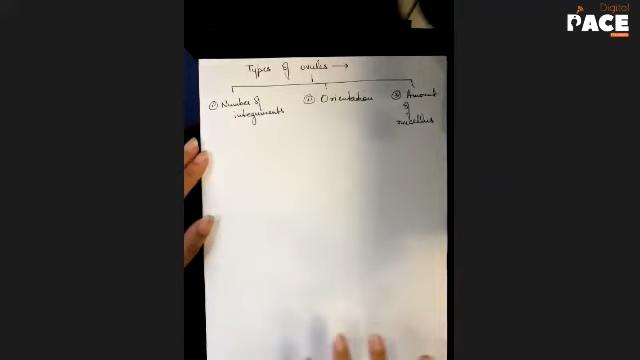 Digital
PACE
Types of ovules →
① Number of
integuments
② Orientation
③ Amount
of
nucellus